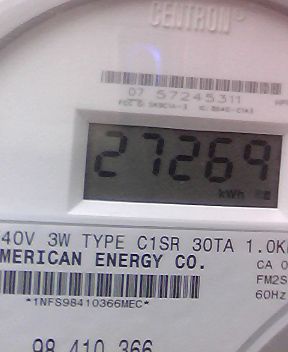 CENTRON®
07 57245311
27269
kWh
40V 3W TYPE C1SR 30TA 1.0K
MERICAN ENERGY CO.
CA 0
FM2S
60Hz
*1NFS98410366MEC*
98 410 366